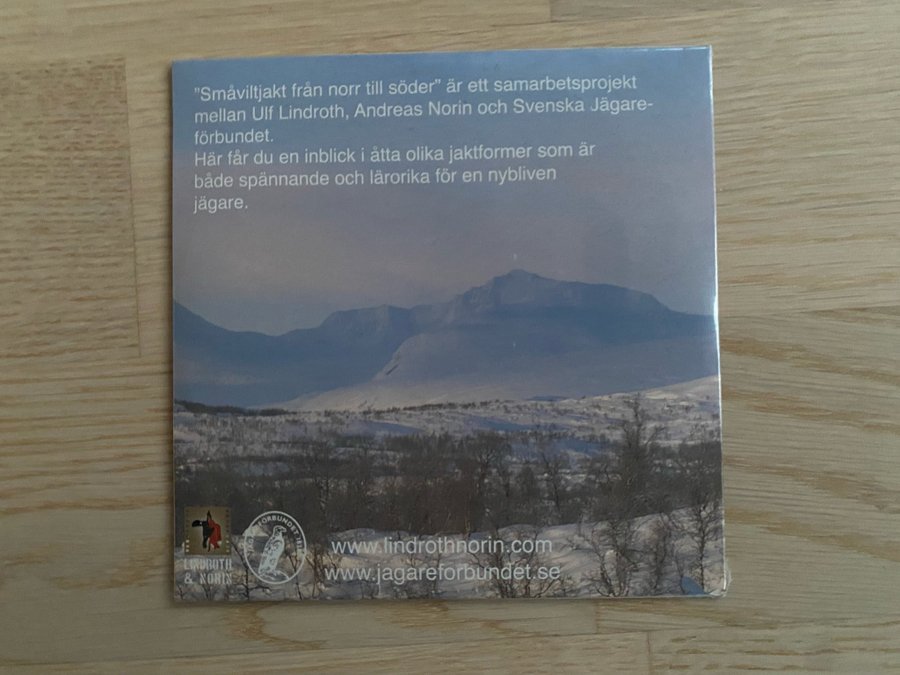 "Småviltjakt från norr till söder" är ett samarbetsprojekt
mellan Ulf Lindroth, Andreas Norin och Svenska Jägare-
förbundet.
Här får du en inblick i åtta olika jaktformer som är
både spännande och lärorika för en nybliven
jägare.
LINDROTH
& NORIN
www.lindrothnorin.com
www.jagareforbundet.se